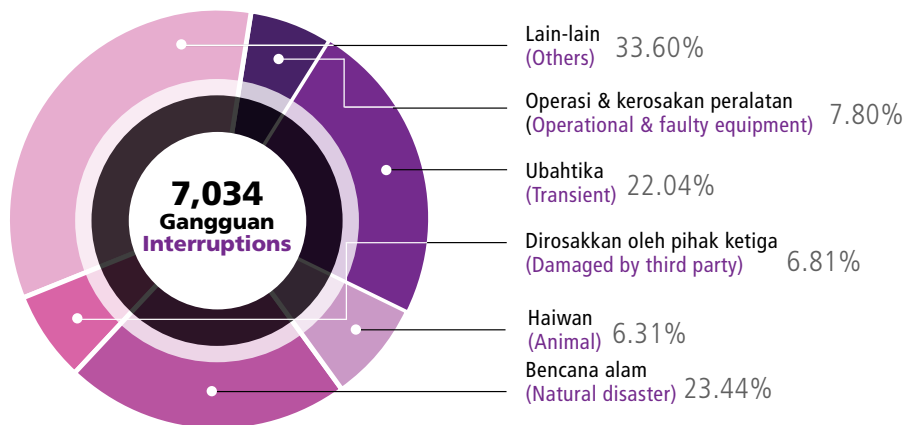 7,034
Gangguan
Interruptions
Lain-lain
(Others) 33.60%
Operasi & kerosakan peralatan
(Operational & faulty equipment) 7.80%
Ubahtika
(Transient) 22.04%
Dirosakkan oleh pihak ketiga
(Damaged by third party) 6.81%
Haiwan
(Animal) 6.31%
Bencana alam
(Natural disaster) 23.44%